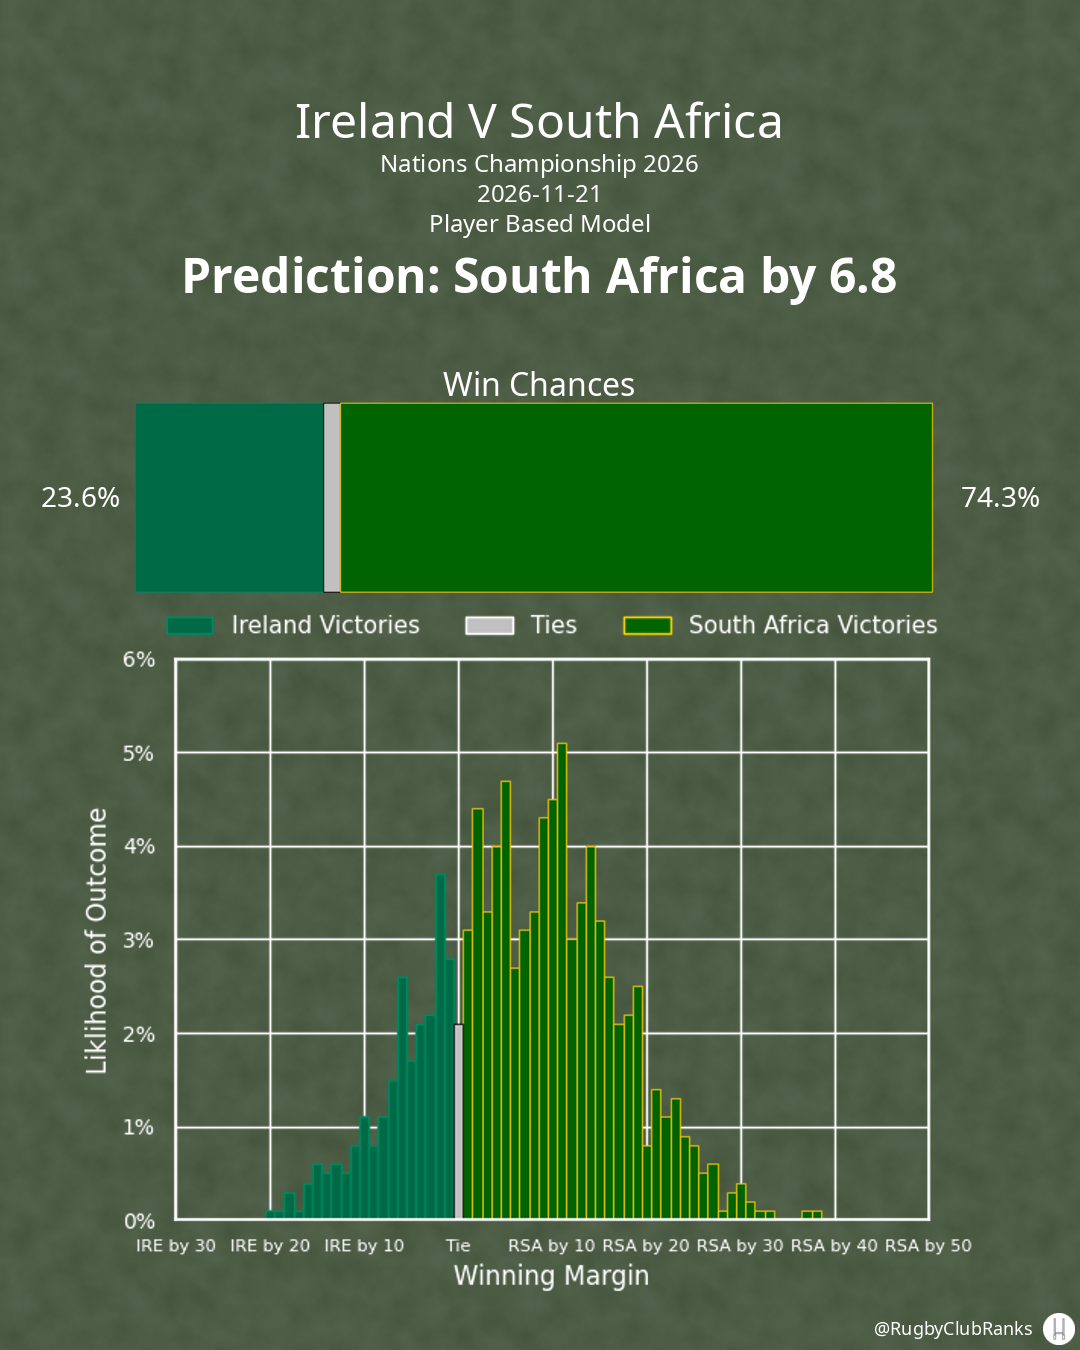 Ireland V South Africa
Nations Championship 2026
2026-11-21
Player Based Model
Prediction: South Africa by 6.8
Win Chances
23.6%
74.3%
Ireland Victories
Ties
South Africa Victories
6%
5%
4%
3%
2%
1%
0%
Liklihood of Outcome
IRE by 30 IRE by 20 IRE by 10 Tie RSA by 10 RSA by 20 RSA by 30 RSA by 40 RSA by 50
Winning Margin
@RugbyClubRanks